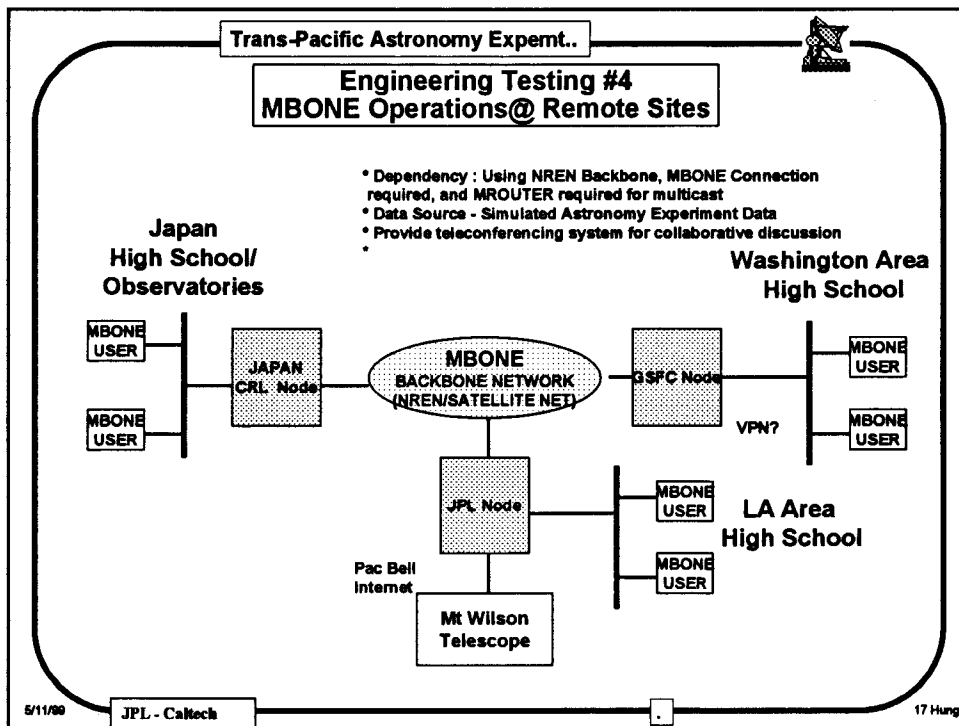 Trans-Pacific Astronomy Expernt..
Engineering Testing #4
MBONE Operations@ Remote Sites
* Dependency : Using NREN Backbone, MBONE Connection
required, and MROUTER required for multicast
* Data Source - Simulated Astronomy Experiment Data
* Provide teleconferencing system for collaborative discussion
*
Japan
High School/
Observatories
Washington Area
High School
MBONE
USER
MBONE
USER
JAPAN
CRL Node
MBONE
BACKBONE NETWORK
(NREN/SATELLITE NET)
GSFC Node
VPN?
MBONE
USER
MBONE
USER
JPL Node
MBONE
USER
MBONE
USER
LA Area
High School
Pac Bell
Internet
Mt Wilson
Telescope
5/11/99
JPL - Caltech
.
17 Hung